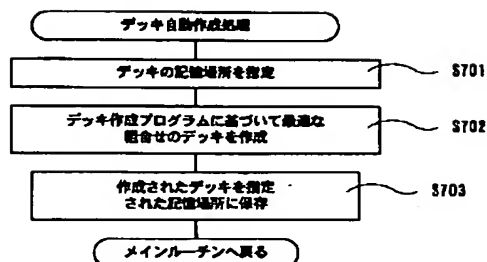 デッキ自動作成処理
デッキの記憶場所を指定
S701
デッキ作成プログラムに基づいて最適な
組合せのデッキを作成
S702
作成されたデッキを指定
された記憶場所に保存
S703
メインルーチンへ戻る